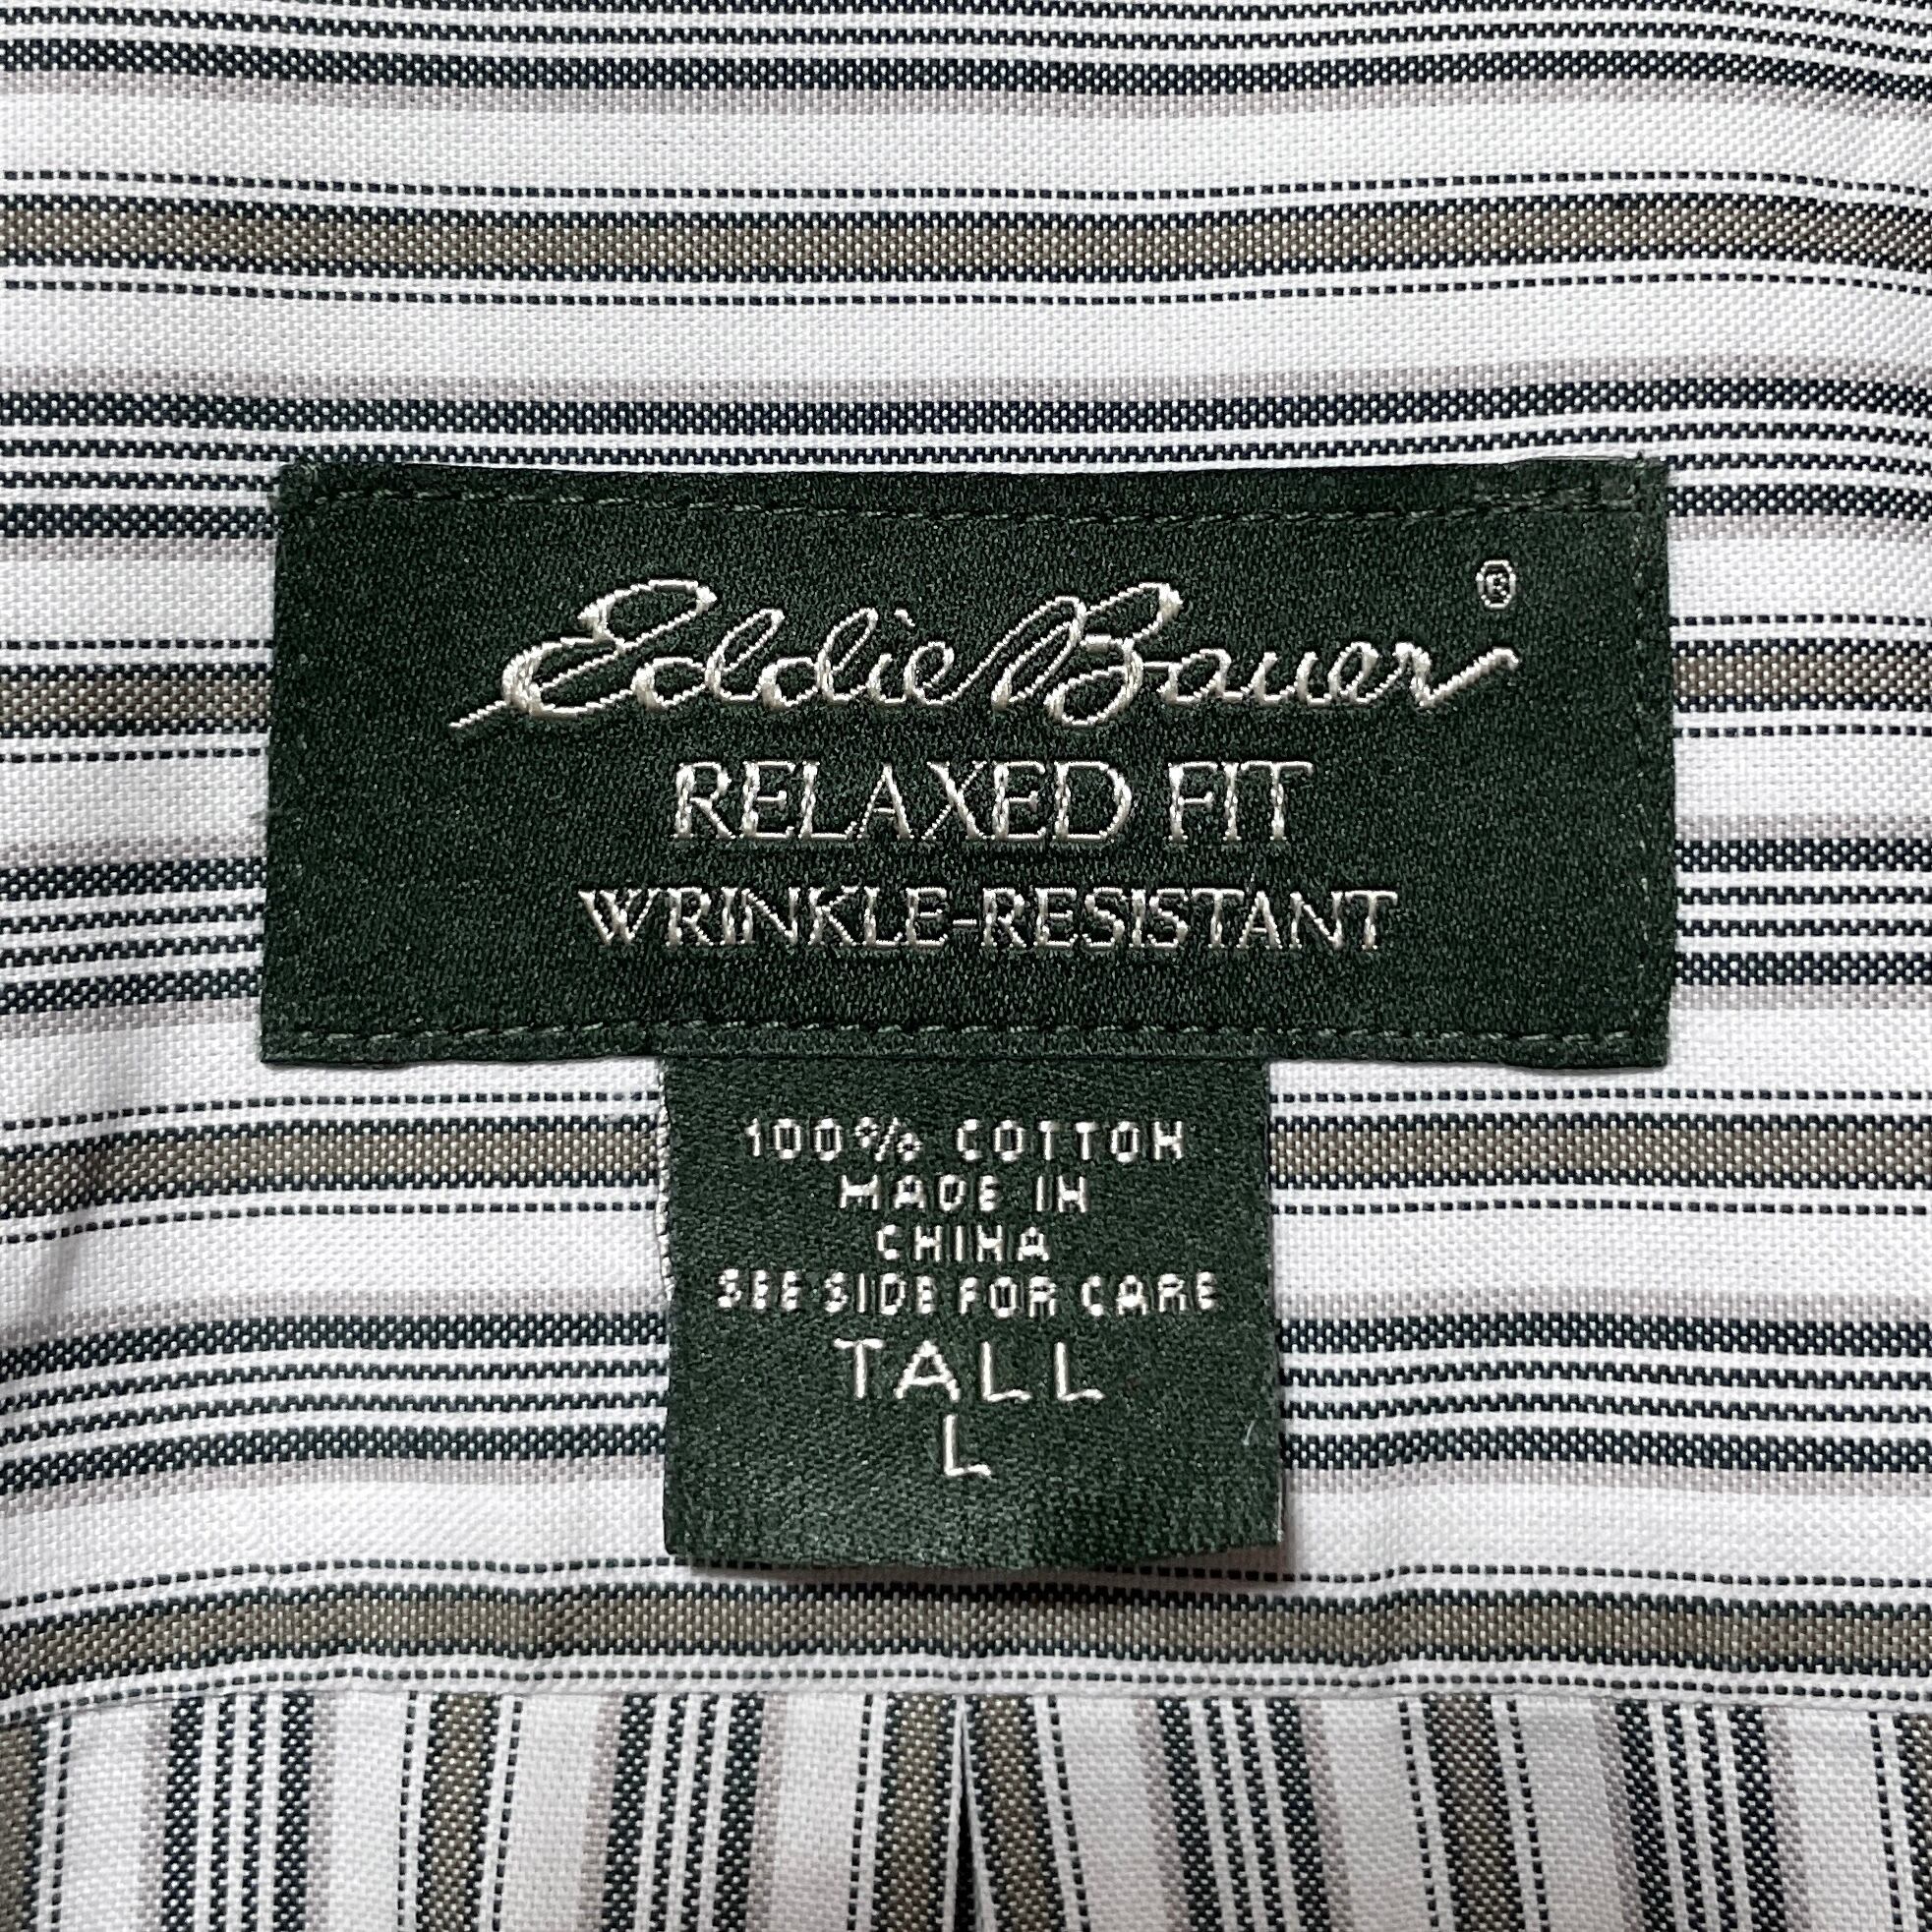 Eddie Bauer®
RELAXED FIT
WRINKLE-RESISTANT
100% COTTON
MADE IN
CHINA
SEE SIDE FOR CARE
TALL
L